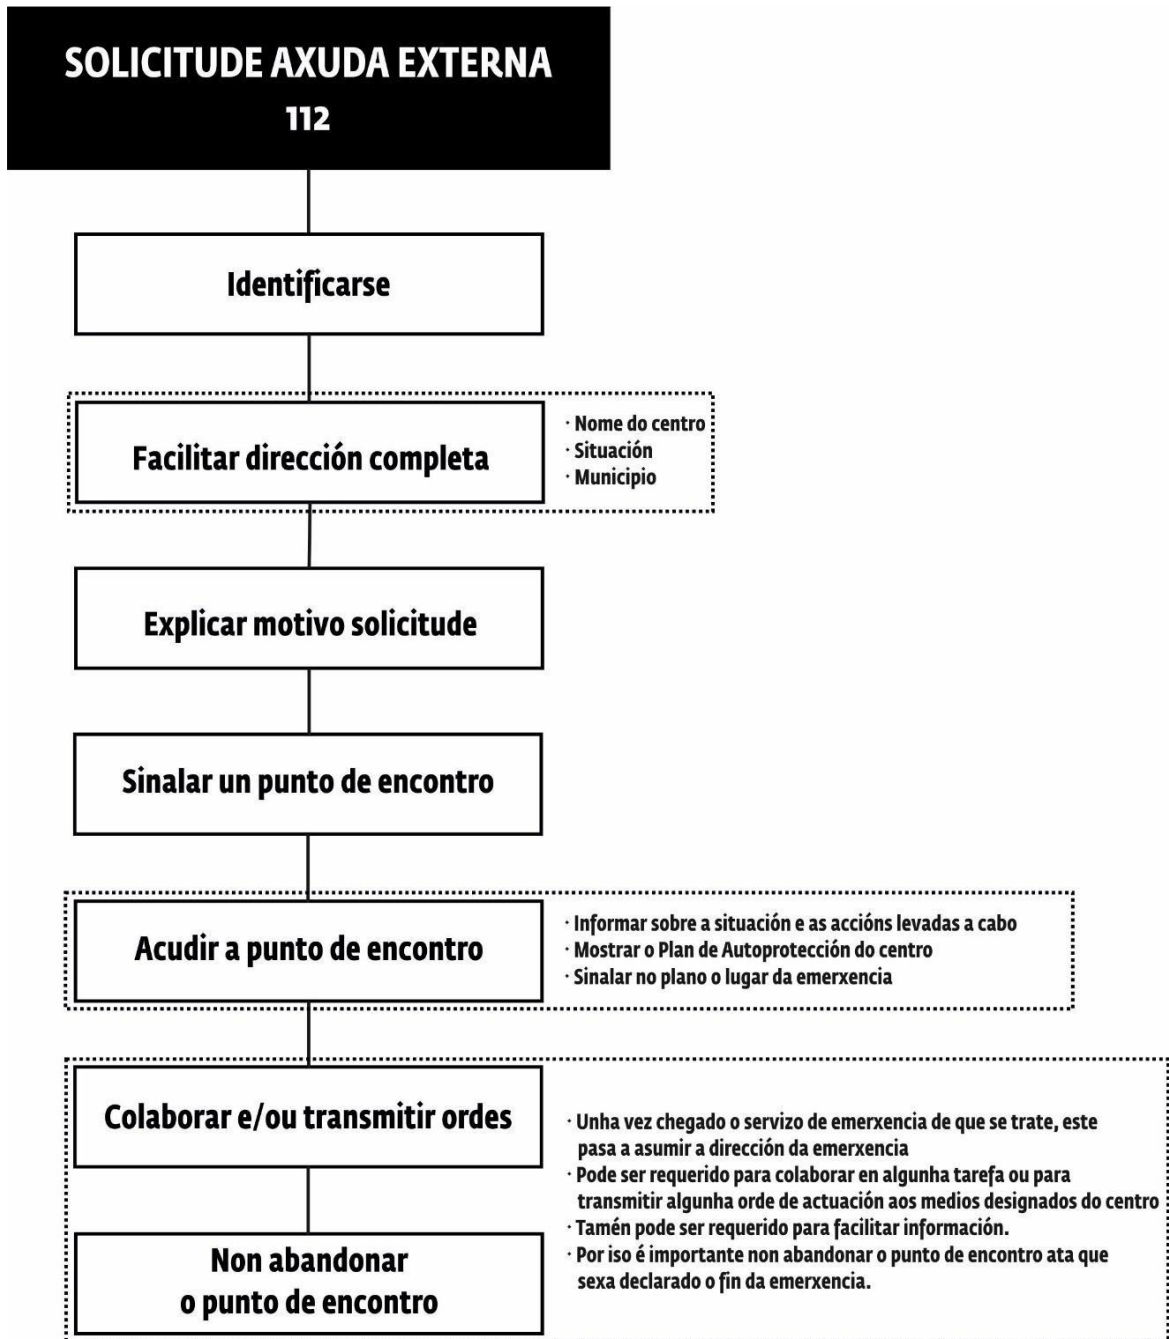 SOLICITUDE AXUDA EXTERNA
112
Identificarse
Facilitar dirección completa
· Nome do centro
· Situación
· Municipio
Explicar motivo solicitude
Sinalar un punto de encontro
Acudir a punto de encontro
· Informar sobre a situación e as accións levadas a cabo
· Mostrar o Plan de Autoprotección do centro
· Sinalar no plano o lugar da emerxencia
Colaborar e/ou transmitir ordes
· Unha vez chegado o servizo de emerxencia de que se trate, este
pasa a asumir a dirección da emerxencia
· Pode ser requerido para colaborar en algunha tarefa ou para
transmitir algunha orde de actuación aos medios designados do centro
· Tamén pode ser requerido para facilitar información.
· Por iso é importante non abandonar o punto de encontro ata que
sexa declarado o fin da emerxencia.
Non abandonar
o punto de encontro